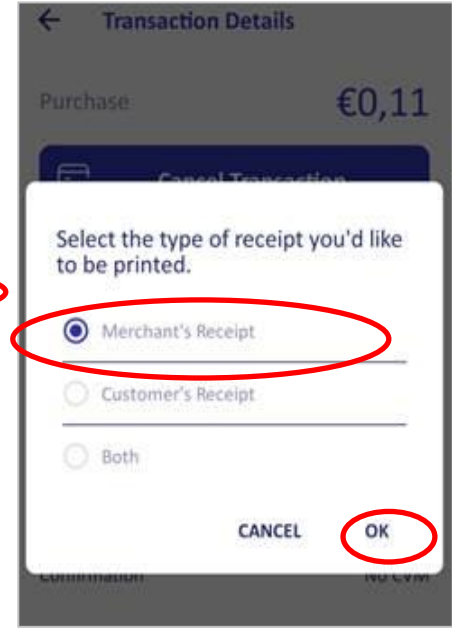 ← Transaction Details
Purchase €0,11
Cancel Transaction
Select the type of receipt you'd like
to be printed.
Merchant's Receipt
Customer's Receipt
Both
CANCEL OK
Confirmation No CVM